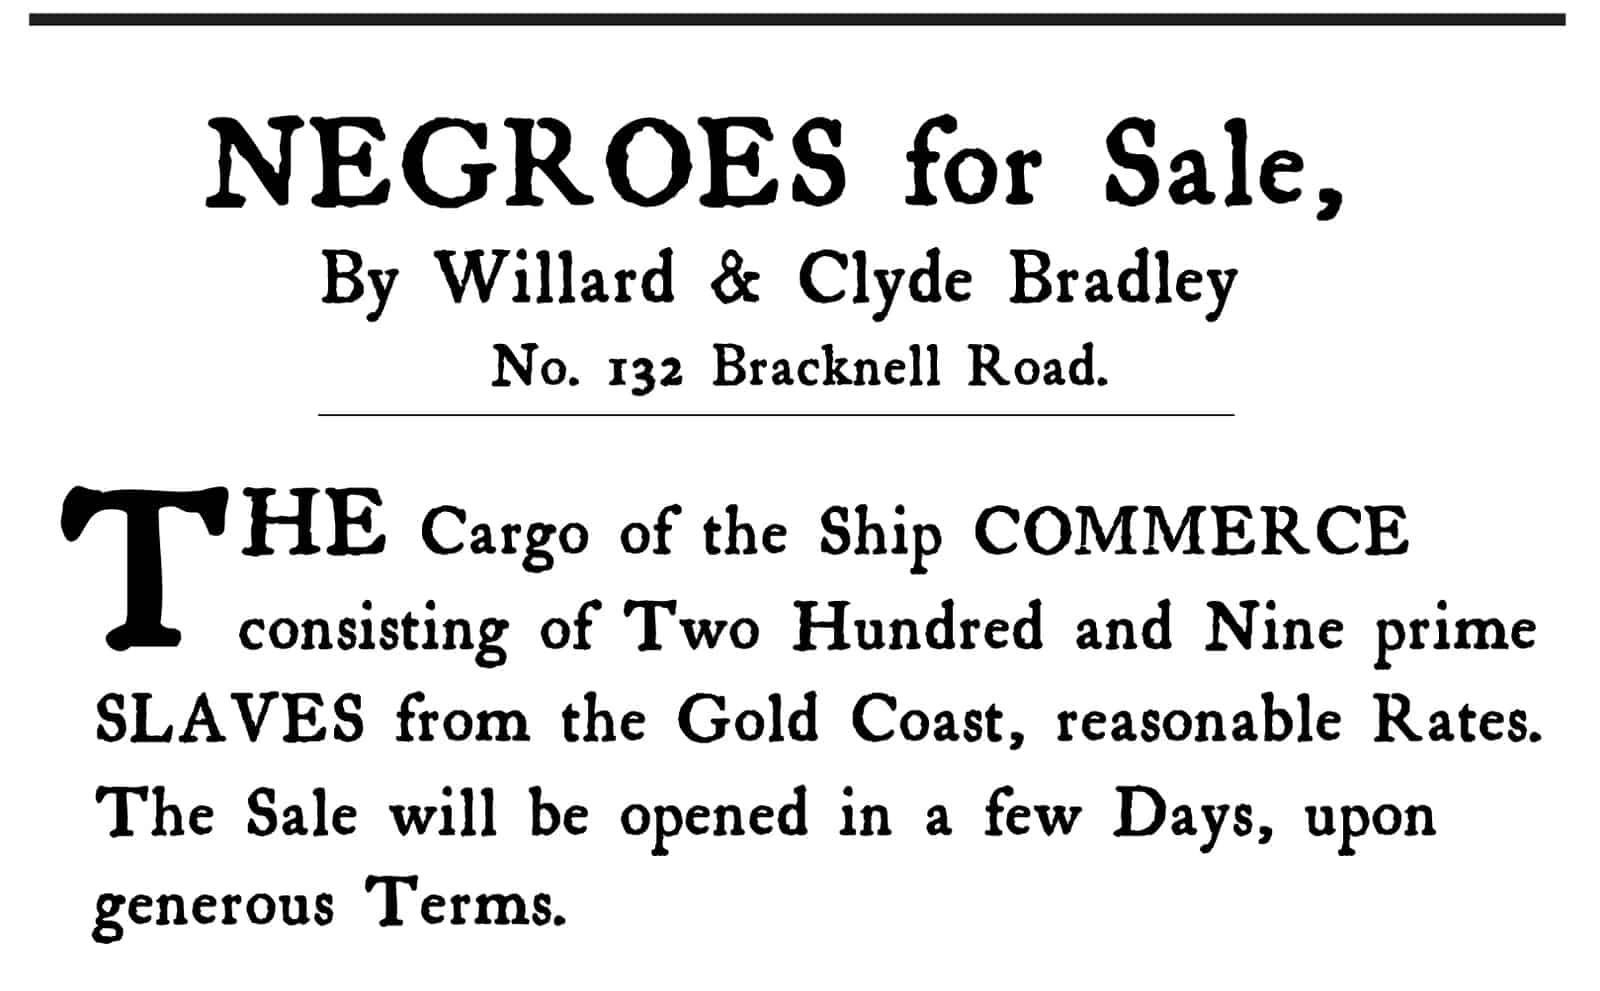 NEGROES for Sale,
By Willard & Clyde Bradley
No. 132 Bracknell Road.
THE Cargo of the Ship COMMERCE
consisting of Two Hundred and Nine prime
SLAVES from the Gold Coast, reasonable Rates.
The Sale will be opened in a few Days, upon
generous Terms.